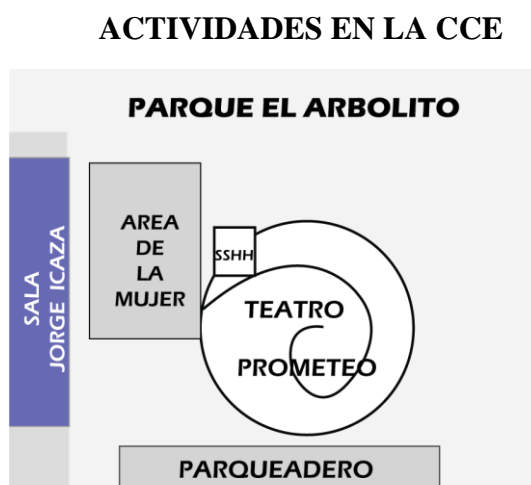 ACTIVIDADES EN LA CCE
PARQUE EL ARBOLITO
SALA
JORGE ICAZA
AREA
DE
LA
MUJER
SSHH
TEATRO
PROMETEO
PARQUEADERO